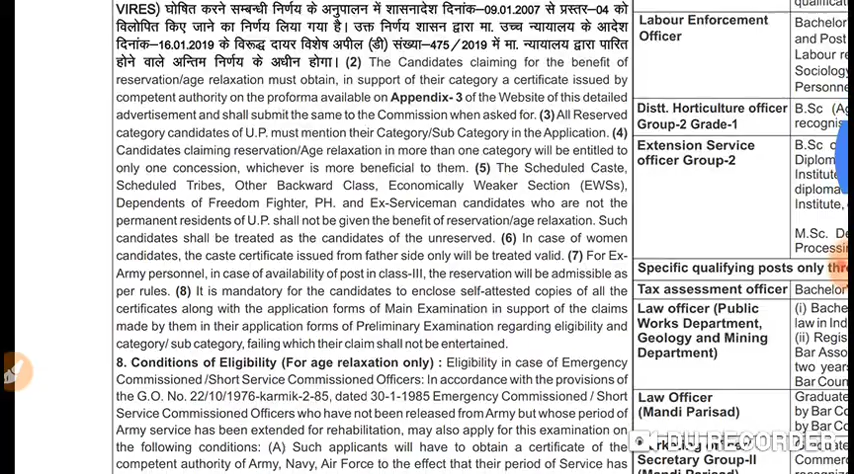 VIRES) घोषित करने सम्बन्धी निर्णय के अनुपालन में शासनादेश दिनांक-09.01.2007 से प्रस्तर-04 को
विलोपित किए जाने का निर्णय लिया गया है। उक्त निर्णय शासन द्वारा मा. उच्च न्यायालय के आदेश
दिनांक-16.01.2019 के विरूद्ध दायर विशेष अपील (डी) संख्या-475/2019 में मा. न्यायालय द्वारा पारित
होने वाले अन्तिम निर्णय के अधीन होगा। (2) The Candidates claiming for the benefit of
reservation/age relaxation must obtain, in support of their category a certificate issued by
competent authority on the proforma available on Appendix- 3 of the Website of this detailed
advertisement and shall submit the same to the Commission when asked for. (3) All Reserved
category candidates of U.P. must mention their Category/Sub Category in the Application. (4)
Candidates claiming reservation/Age relaxation in more than one category will be entitled to
only one concession, whichever is more beneficial to them. (5) The Scheduled Caste,
Scheduled Tribes, Other Backward Class, Economically Weaker Section (EWSs),
Dependents of Freedom Fighter, PH. and Ex-Serviceman candidates who are not the
permanent residents of U.P. shall not be given the benefit of reservation/age relaxation. Such
candidates shall be treated as the candidates of the unreserved. (6) In case of women
candidates, the caste certificate issued from father side only will be treated valid. (7) For Ex-
Army personnel, in case of availability of post in class-III, the reservation will be admissible as
per rules. (8) It is mandatory for the candidates to enclose self-attested copies of all the
certificates along with the application forms of Main Examination in support of the claims
made by them in their application forms of Preliminary Examination regarding eligibility and
category/ sub category, failing which their claim shall not be entertained.
8. Conditions of Eligibility (For age relaxation only) : Eligibility in case of Emergency
Commissioned /Short Service Commissioned Officers: In accordance with the provisions of
the G.O. No. 22/10/1976-karmik-2-85, dated 30-1-1985 Emergency Commissioned / Short
Service Commissioned Officers who have not been released from Army but whose period of
Army service has been extended for rehabilitation, may also apply for this examination on
the following conditions: (A) Such applicants will have to obtain a certificate of the
competent authority of Army, Navy, Air Force to the effect that their period of Service has
Labour Enforcement
Officer
Bachelor
and Post
Labour re
Sociology
Personne
Distt. Horticulture officer
Group-2 Grade-1
B.Sc (Ag
recognis
Extension Service
officer Group-2
B.Sc
Diplom
Institute
diploma
Institute,
M.Sc. De
Processin
Specific qualifying posts only thr
Tax assessment officer
Bachelor'
Law officer (Public
Works Department,
Geology and Mining
Department)
(i) Bache
law in Ind
(ii) Regis
Bar Asso
two years
Bar Coun
Law Officer
(Mandi Parisad)
Graduate
by Bar Co
by Bar Co
Secretary Group-II
(Mandi Parisad)
Commerc
DU RECORDER